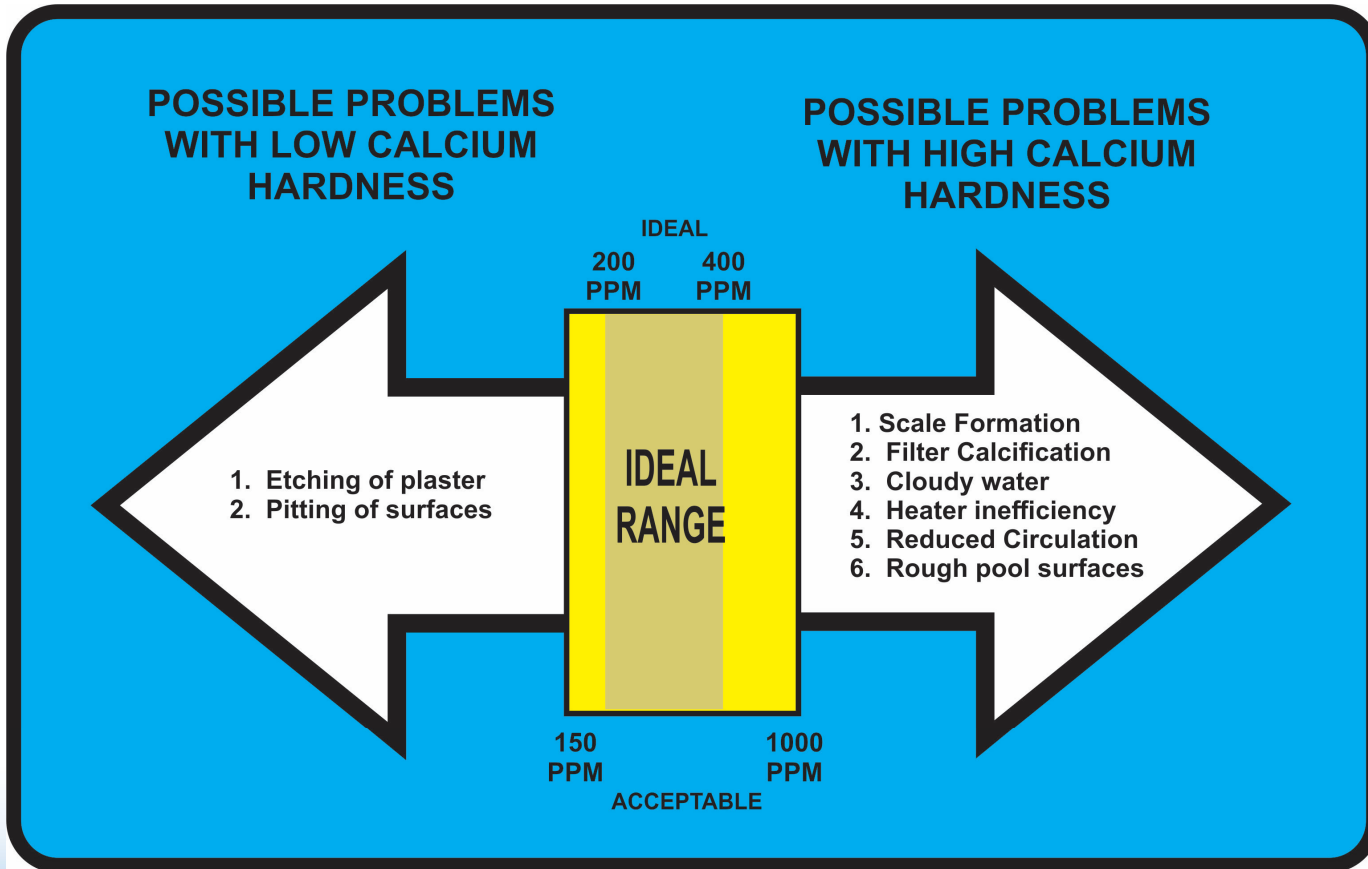 POSSIBLE PROBLEMS
WITH LOW CALCIUM
HARDNESS
POSSIBLE PROBLEMS
WITH HIGH CALCIUM
HARDNESS
IDEAL
200
PPM
400
PPM
1. Etching of plaster
2. Pitting of surfaces
IDEAL
RANGE
1. Scale Formation
2. Filter Calcification
3. Cloudy water
4. Heater inefficiency
5. Reduced Circulation
6. Rough pool surfaces
150
PPM
1000
PPM
ACCEPTABLE